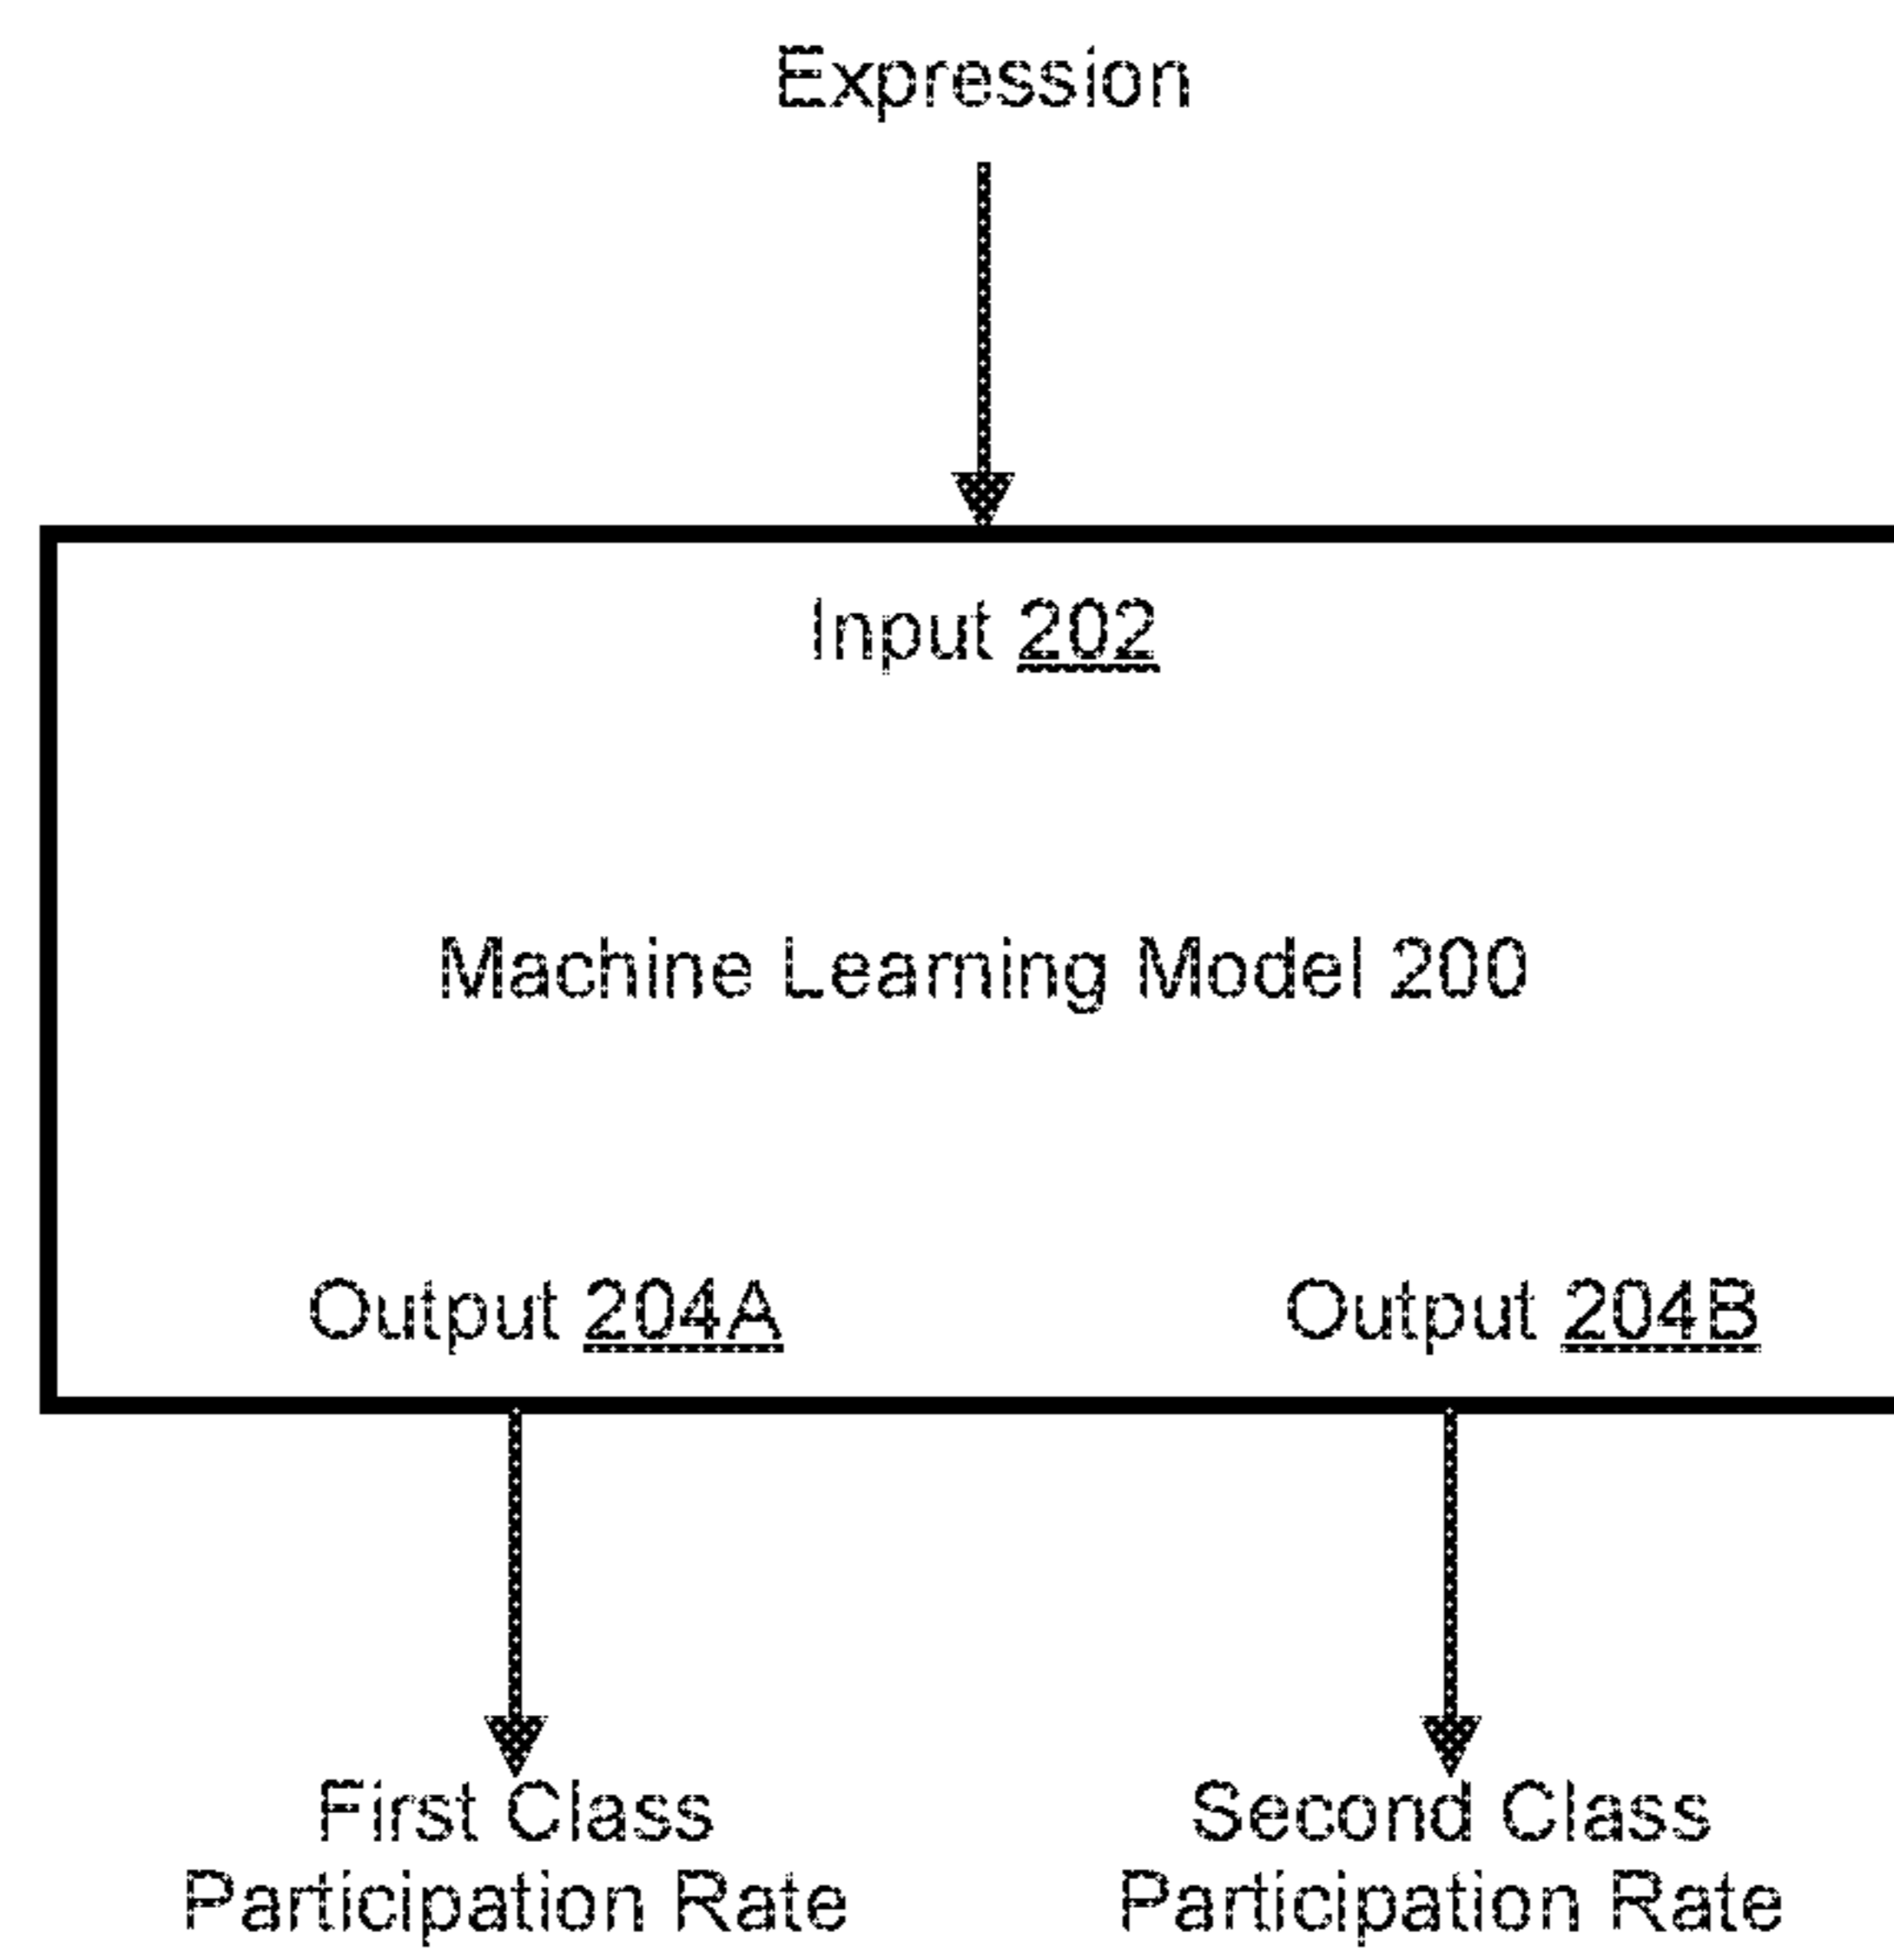 Expression
Input 202
Machine Learning Model 200
Output 204A
Output 204B
First Class
Participation Rate
Second Class
Participation Rate